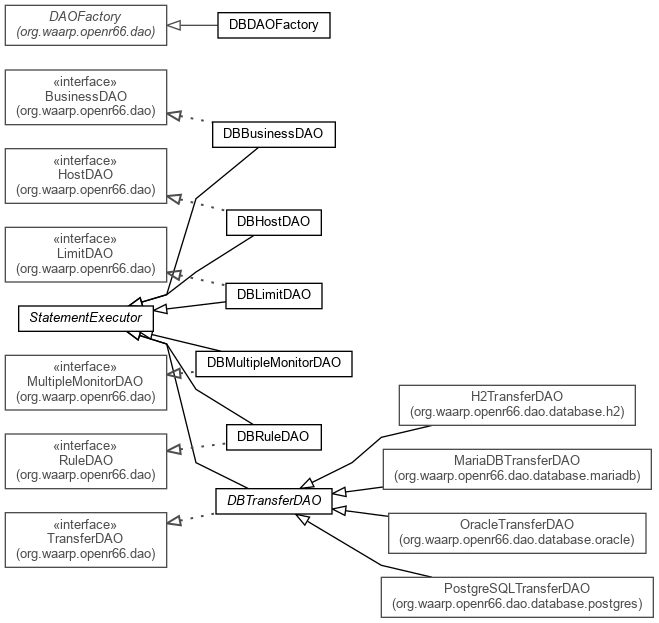 DAOFactory
(org.waarp.openr66.dao)
DBDAOFactory
«interface»
BusinessDAO
(org.waarp.openr66.dao)
DBBusinessDAO
«interface»
HostDAO
(org.waarp.openr66.dao)
DBHostDAO
«interface»
LimitDAO
(org.waarp.openr66.dao)
DBLimitDAO
StatementExecutor
DBMultipleMonitorDAO
«interface»
MultipleMonitorDAO
(org.waarp.openr66.dao)
H2TransferDAO
(org.waarp.openr66.dao.database.h2)
DBRuleDAO
«interface»
RuleDAO
(org.waarp.openr66.dao)
MariaDBTransferDAO
(org.waarp.openr66.dao.database.mariadb)
DBTransferDAO
«interface»
TransferDAO
(org.waarp.openr66.dao)
OracleTransferDAO
(org.waarp.openr66.dao.database.oracle)
PostgreSQLTransferDAO
(org.waarp.openr66.dao.database.postgres)